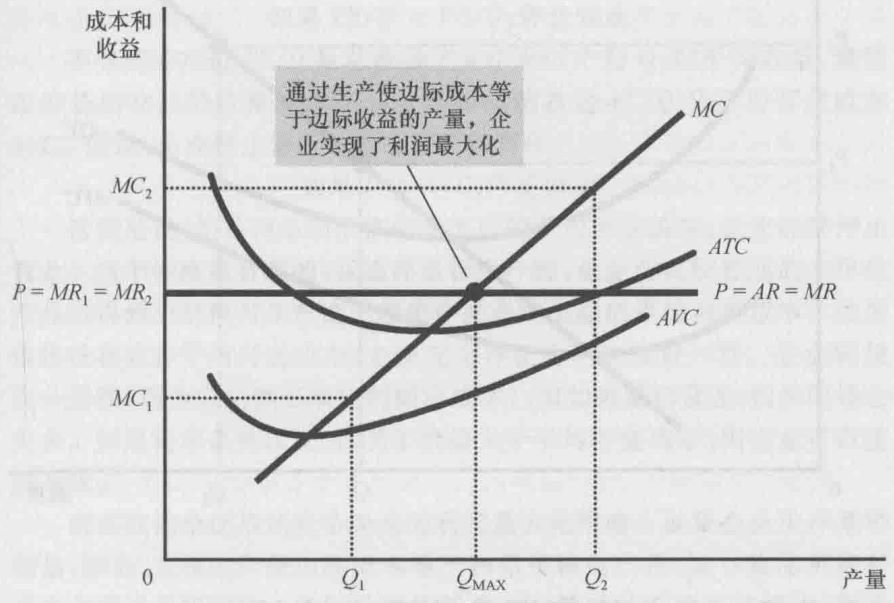 成本和
收益
通过生产使边际成本等
于边际收益的产量，企
业实现了利润最大化
MC
MC₂
ATC
P = MR₁ = MR₂
P = AR = MR
AVC
MC₁
0
Q₁
Q_MAX
Q₂
产量